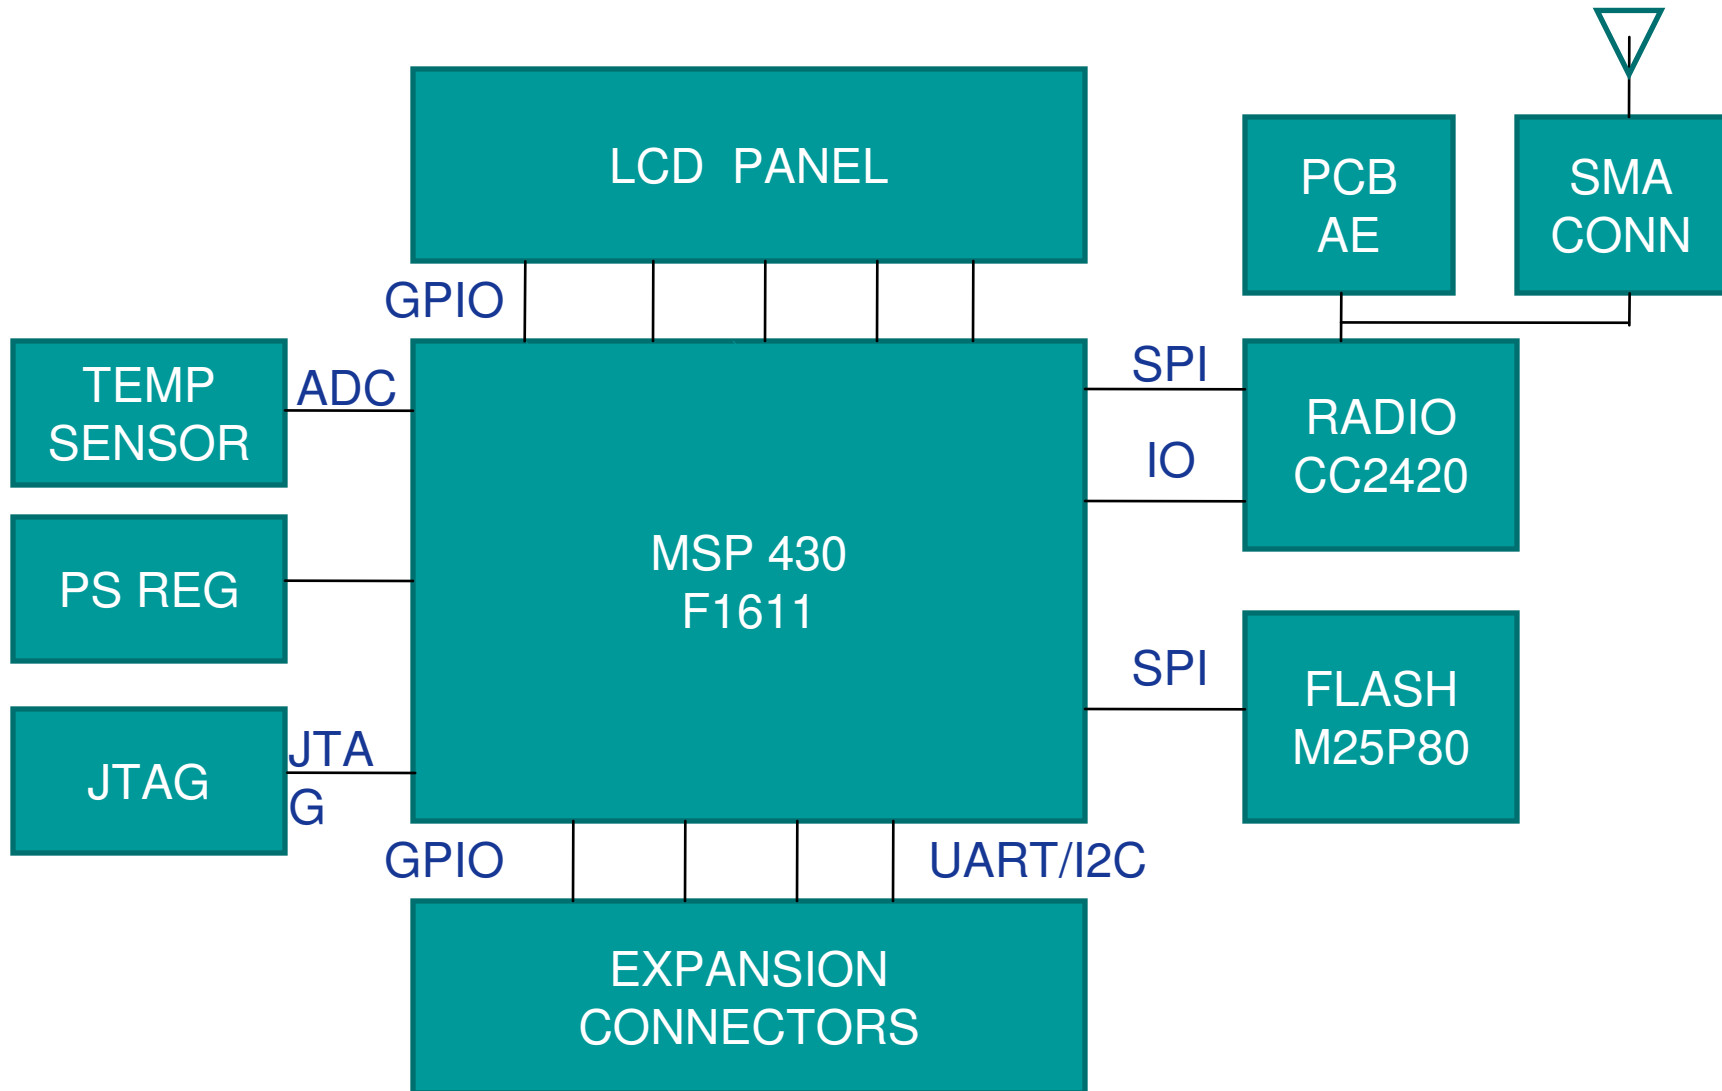 LCD PANEL
PCB
AE
SMA
CONN
GPIO
TEMP
SENSOR
ADC
SPI
RADIO
CC2420
IO
MSP 430
F1611
PS REG
SPI
FLASH
M25P80
JTAG
JTA
G
GPIO
UART/I2C
EXPANSION
CONNECTORS